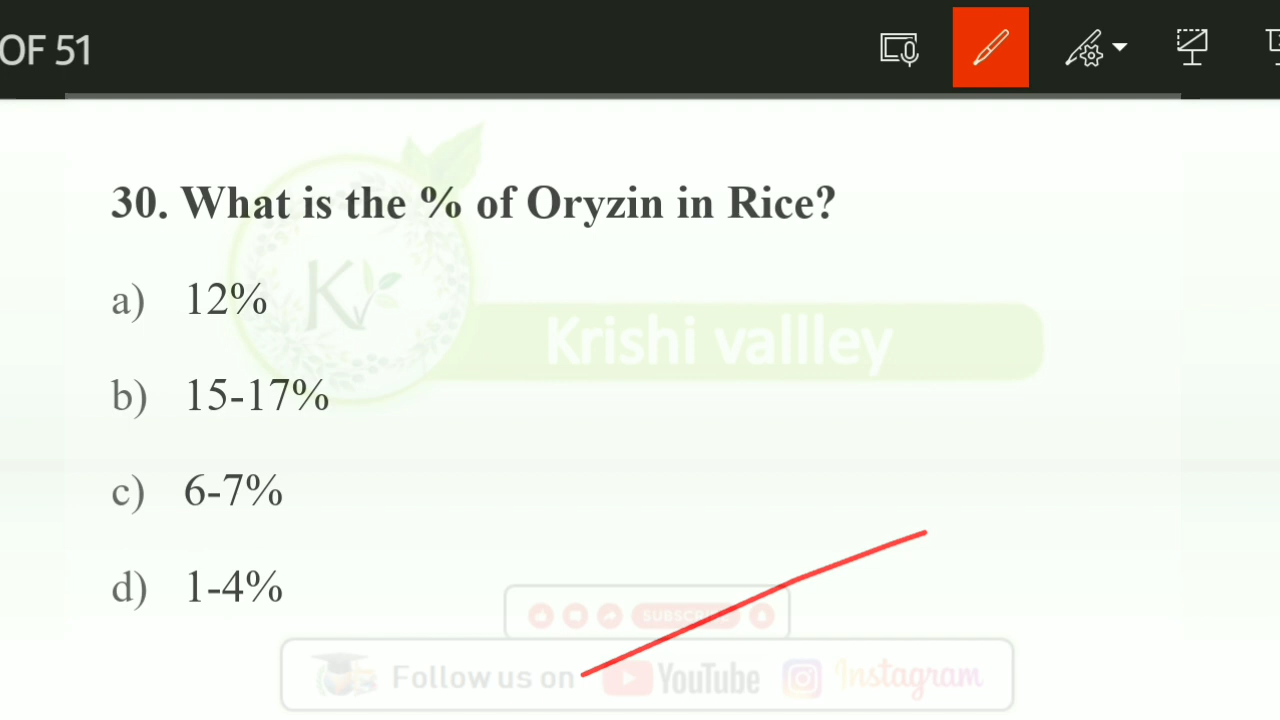 OF 51
30. What is the % of Oryzin in Rice?
a) 12%
Krishi vallley
b) 15-17%
c) 6-7%
d) 1-4%
SUBSCRIBE
Follow us on YouTube Instagram